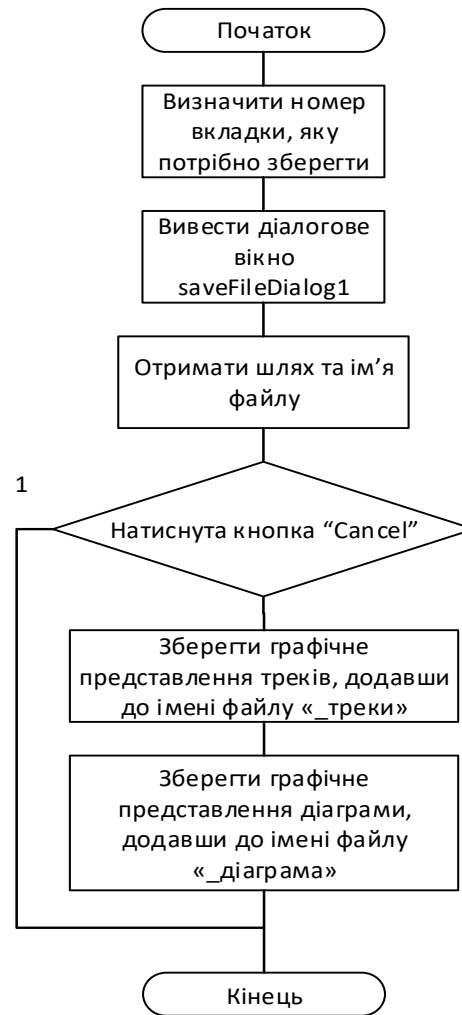 Початок
Визначити номер
вкладки, яку
потрібно зберегти
Вивести діалогове
вікно
saveFileDialog1
Отримати шлях та ім’я
файлу
1
Натиснута кнопка “Cancel”
Зберегти графічне
представлення треків, додавши
до імені файлу «_треки»
Зберегти графічне
представлення діаграми,
додавши до імені файлу
«_діаграма»
Кінець